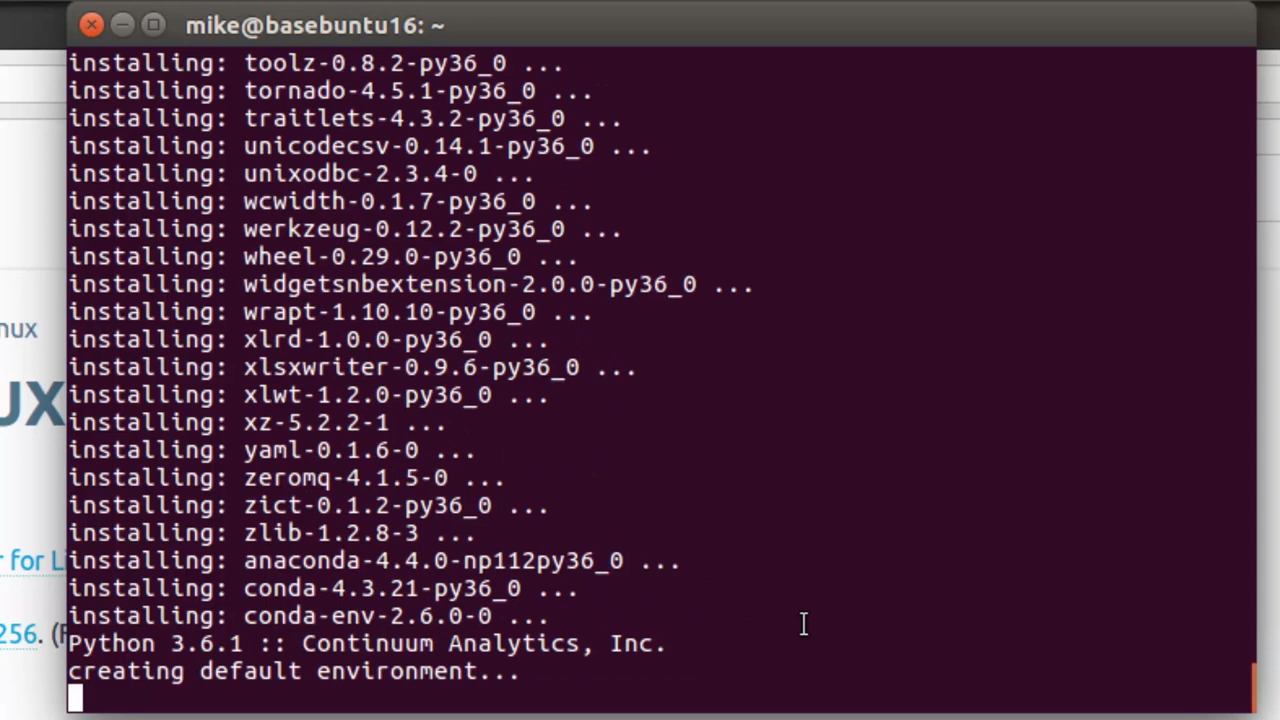 mike@basebuntu16: ~
installing: toolz-0.8.2-py36_0 ...
installing: tornado-4.5.1-py36_0 ...
installing: traitlets-4.3.2-py36_0 ...
installing: unicodecsv-0.14.1-py36_0 ...
installing: unixodbc-2.3.4-0 ...
installing: wcwidth-0.1.7-py36_0 ...
installing: werkzeug-0.12.2-py36_0 ...
installing: wheel-0.29.0-py36_0 ...
installing: widgetsnbextension-2.0.0-py36_0 ...
installing: wrapt-1.10.10-py36_0 ...
installing: xlrd-1.0.0-py36_0 ...
installing: xlsxwriter-0.9.6-py36_0 ...
installing: xlwt-1.2.0-py36_0 ...
installing: xz-5.2.2-1 ...
installing: yaml-0.1.6-0 ...
installing: zeromq-4.1.5-0 ...
installing: zict-0.1.2-py36_0 ...
installing: zlib-1.2.8-3 ...
installing: anaconda-4.4.0-np112py36_0 ...
installing: conda-4.3.21-py36_0 ...
installing: conda-env-2.6.0-0 ...
Python 3.6.1 :: Continuum Analytics, Inc.
creating default environment...
nux
UX
r for Li
256. (F